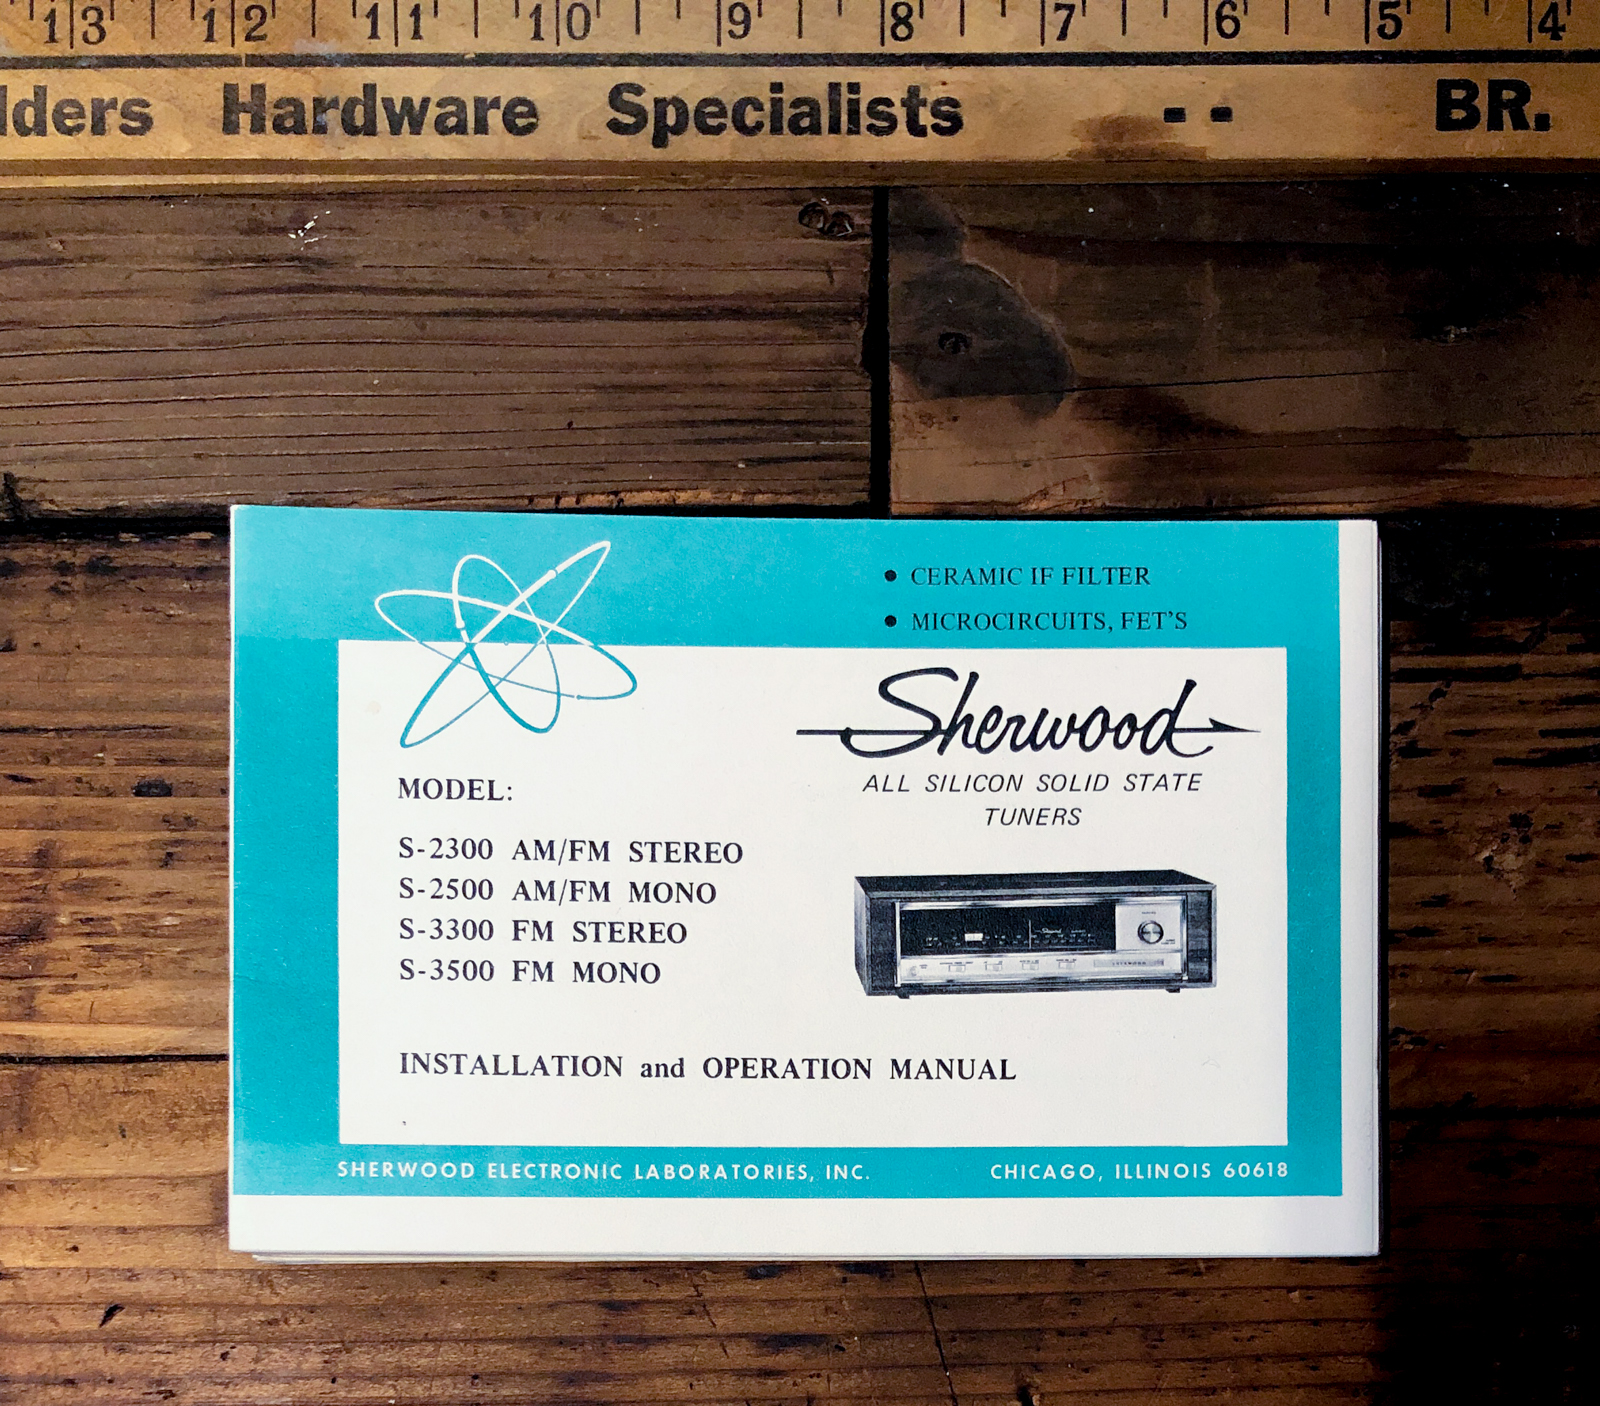 13 12 11 10 9 8 7 6 5 4
lders Hardware Specialists -- BR.
• CERAMIC IF FILTER
• MICROCIRCUITS, FET'S
Sherwood
ALL SILICON SOLID STATE
TUNERS
MODEL:
S-2300 AM/FM STEREO
S-2500 AM/FM MONO
S-3300 FM STEREO
S-3500 FM MONO
Sherwood
INSTALLATION and OPERATION MANUAL
SHERWOOD ELECTRONIC LABORATORIES, INC. CHICAGO, ILLINOIS 60618